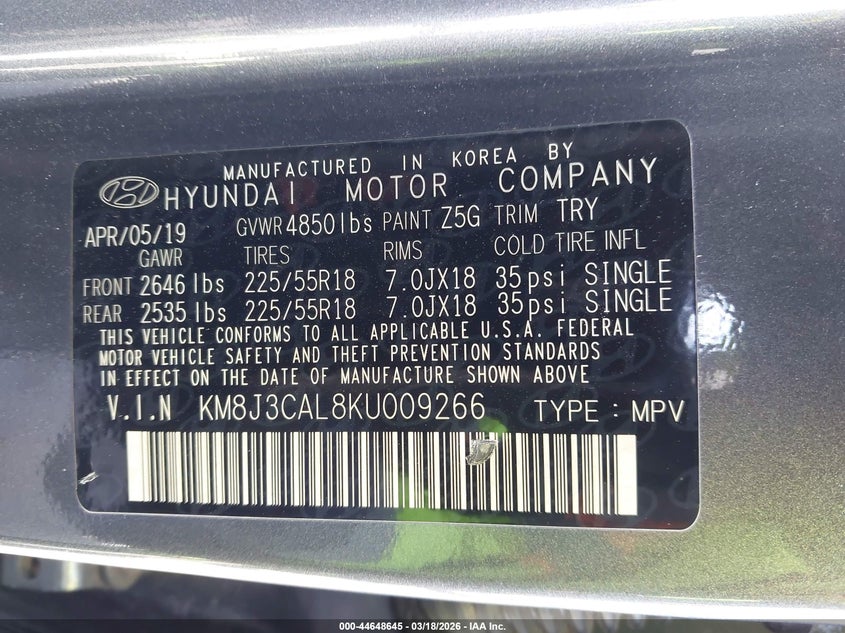 MANUFACTURED IN KOREA BY
HYUNDAI MOTOR COMPANY
APR/05/19 GVWR 4850 lbs PAINT Z5G TRIM TRY
GAWR TIRES RIMS COLD TIRE INFL
FRONT 2646 lbs 225/55R18 7.0JX18 35psi SINGLE
REAR 2535 lbs 225/55R18 7.0JX18 35psi SINGLE
THIS VEHICLE CONFORMS TO ALL APPLICABLE U.S.A. FEDERAL
MOTOR VEHICLE SAFETY AND THEFT PREVENTION STANDARDS
IN EFFECT ON THE DATE OF MANUFACTURE SHOWN ABOVE
V.I.N KM8J3CAL8KU009266 TYPE : MPV
000-44648645 - 03/18/2026 - IAA Inc.